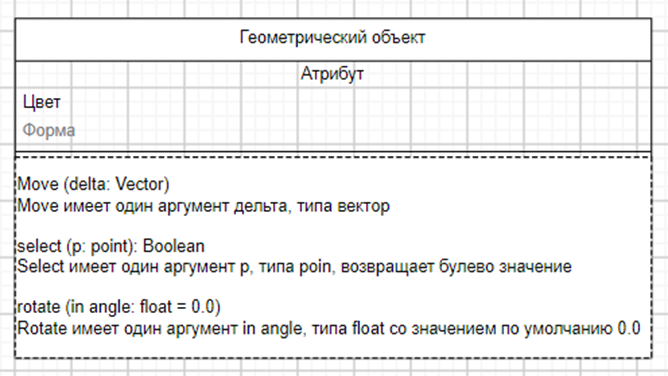 Геометрический объект
Атрибут
Цвет
Форма
Move (delta: Vector)
Move имеет один аргумент дельта, типа вектор
select (p: point): Boolean
Select имеет один аргумент p, типа poin, возвращает булево значение
rotate (in angle: float = 0.0)
Rotate имеет один аргумент in angle, типа float со значением по умолчанию 0.0